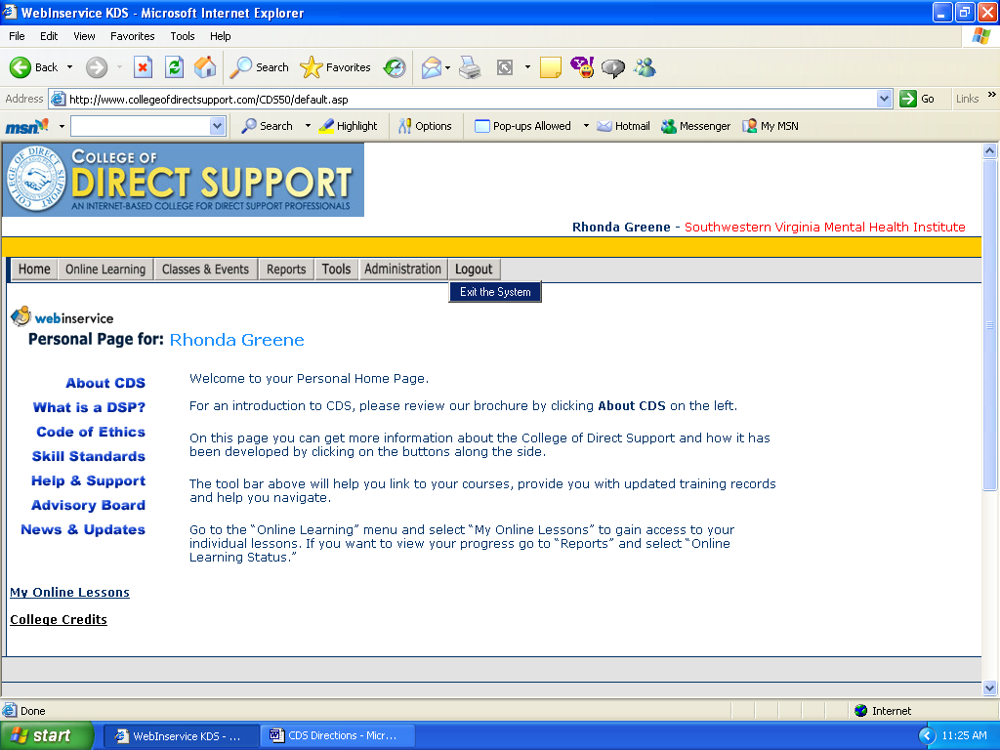 WebInservice KDS - Microsoft Internet Explorer
File Edit View Favorites Tools Help
Back Search Favorites
Address http://www.collegeofdirectsupport.com/CDS50/default.asp Go Links »
msn Search Highlight Options Pop-ups Allowed Hotmail Messenger My MSN
COLLEGE OF DIRECT SUPPORT
COLLEGE OF
DIRECT SUPPORT
AN INTERNET-BASED COLLEGE FOR DIRECT SUPPORT PROFESSIONALS
Rhonda Greene - Southwestern Virginia Mental Health Institute
Home Online Learning Classes & Events Reports Tools Administration Logout
Exit the System
webinservice
Personal Page for: Rhonda Greene
About CDS
What is a DSP?
Code of Ethics
Skill Standards
Help & Support
Advisory Board
News & Updates
Welcome to your Personal Home Page.
For an introduction to CDS, please review our brochure by clicking About CDS on the left.
On this page you can get more information about the College of Direct Support and how it has
been developed by clicking on the buttons along the side.
The tool bar above will help you link to your courses, provide you with updated training records
and help you navigate.
Go to the “Online Learning” menu and select “My Online Lessons” to gain access to your
individual lessons. If you want to view your progress go to “Reports” and select “Online
Learning Status.”
My Online Lessons
College Credits
Done Internet
start WebInservice KDS - ... CDS Directions - Micr... 11:25 AM